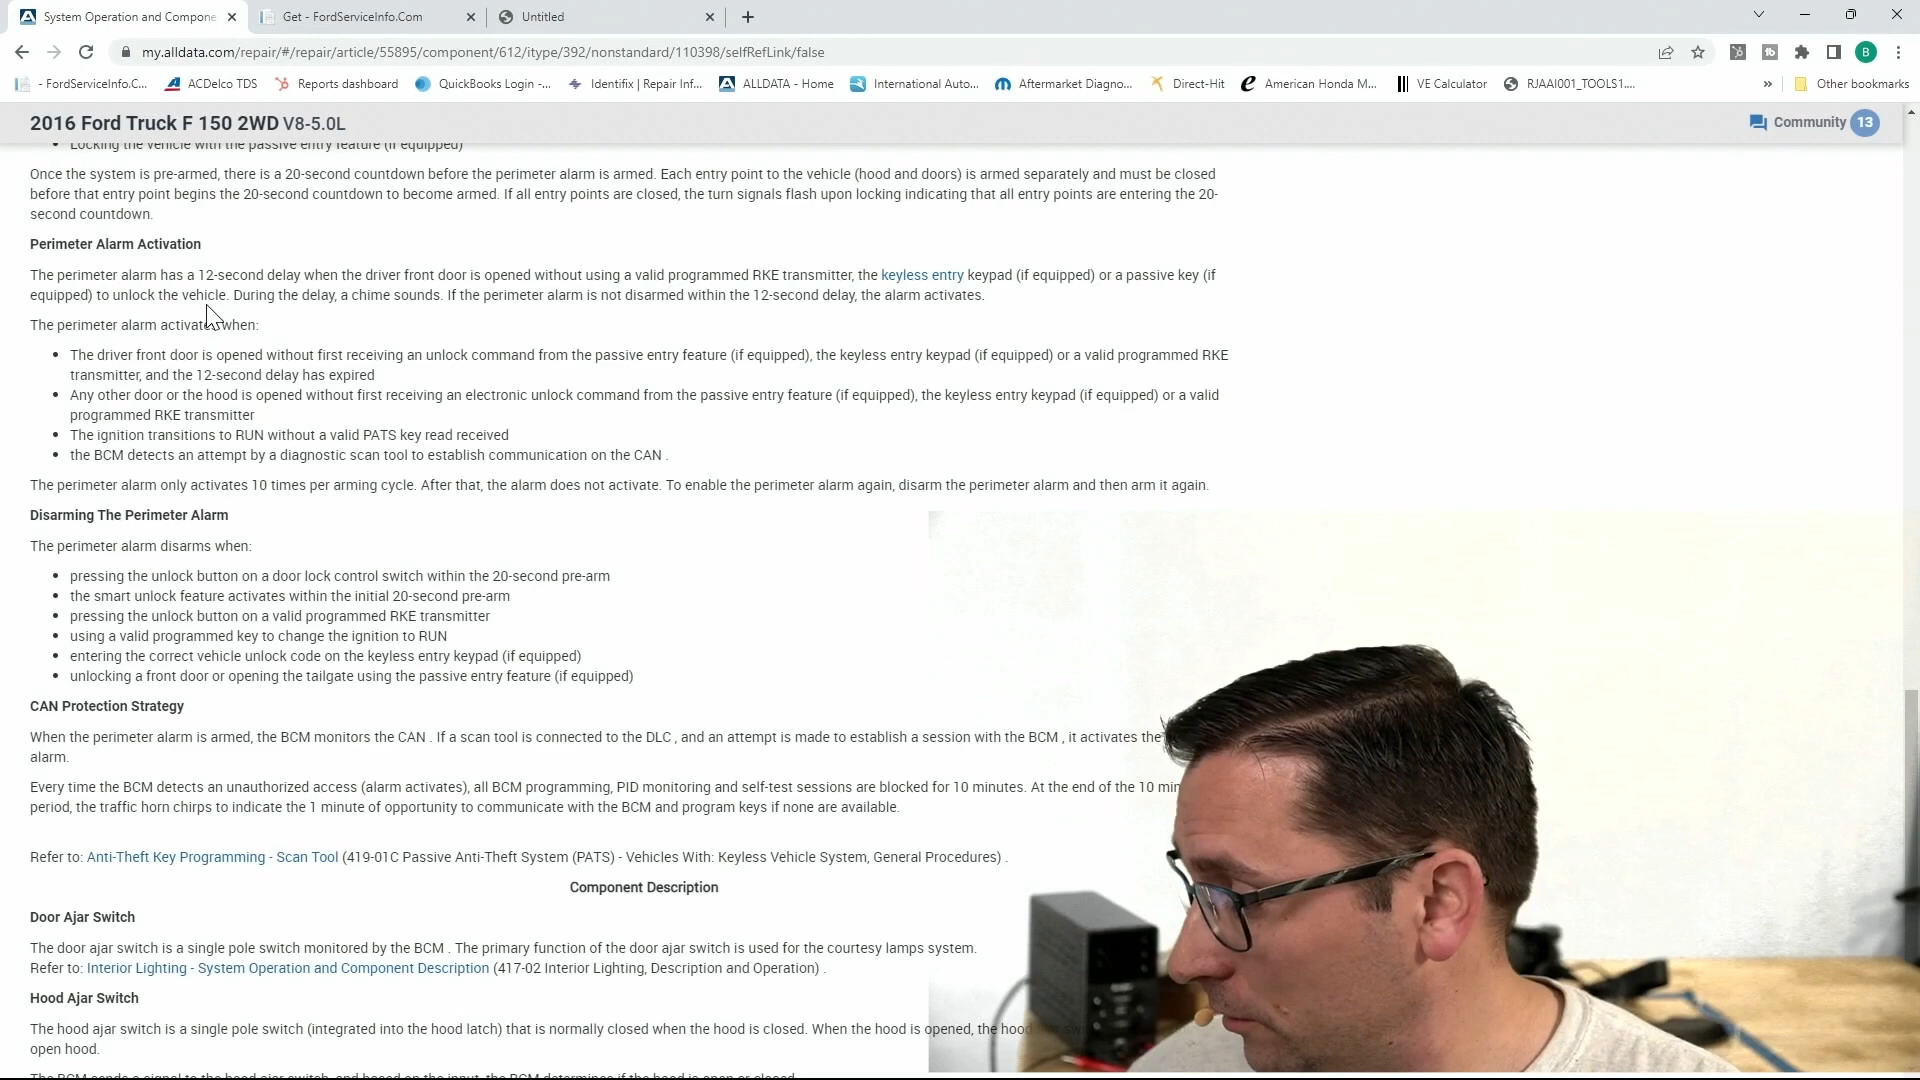 System Operation and Compone
Get - FordServiceInfo.Com
Untitled
my.alldata.com/repair/#/repair/article/55895/component/612/itype/392/nonstandard/110398/selfRefLink/false
B
- FordServiceInfo.C...
ACDelco TDS
Reports dashboard
QuickBooks Login -...
Identifix | Repair Inf...
ALLDATA - Home
International Auto...
Aftermarket Diagno...
Direct-Hit
American Honda M...
VE Calculator
RJAAI001_TOOLS1....
»
Other bookmarks
2016 Ford Truck F 150 2WD V8-5.0L
Community 13
• Locking the vehicle with the passive entry feature (if equipped)
Once the system is pre-armed, there is a 20-second countdown before the perimeter alarm is armed. Each entry point to the vehicle (hood and doors) is armed separately and must be closed
before that entry point begins the 20-second countdown to become armed. If all entry points are closed, the turn signals flash upon locking indicating that all entry points are entering the 20-
second countdown.
Perimeter Alarm Activation
The perimeter alarm has a 12-second delay when the driver front door is opened without using a valid programmed RKE transmitter, the keyless entry keypad (if equipped) or a passive key (if
equipped) to unlock the vehicle. During the delay, a chime sounds. If the perimeter alarm is not disarmed within the 12-second delay, the alarm activates.
The perimeter alarm activates when:
• The driver front door is opened without first receiving an unlock command from the passive entry feature (if equipped), the keyless entry keypad (if equipped) or a valid programmed RKE
transmitter, and the 12-second delay has expired
• Any other door or the hood is opened without first receiving an electronic unlock command from the passive entry feature (if equipped), the keyless entry keypad (if equipped) or a valid
programmed RKE transmitter
• The ignition transitions to RUN without a valid PATS key read received
• the BCM detects an attempt by a diagnostic scan tool to establish communication on the CAN .
The perimeter alarm only activates 10 times per arming cycle. After that, the alarm does not activate. To enable the perimeter alarm again, disarm the perimeter alarm and then arm it again.
Disarming The Perimeter Alarm
The perimeter alarm disarms when:
• pressing the unlock button on a door lock control switch within the 20-second pre-arm
• the smart unlock feature activates within the initial 20-second pre-arm
• pressing the unlock button on a valid programmed RKE transmitter
• using a valid programmed key to change the ignition to RUN
• entering the correct vehicle unlock code on the keyless entry keypad (if equipped)
• unlocking a front door or opening the tailgate using the passive entry feature (if equipped)
CAN Protection Strategy
When the perimeter alarm is armed, the BCM monitors the CAN . If a scan tool is connected to the DLC , and an attempt is made to establish a session with the BCM , it activates the
alarm.
Every time the BCM detects an unauthorized access (alarm activates), all BCM programming, PID monitoring and self-test sessions are blocked for 10 minutes. At the end of the 10 min
period, the traffic horn chirps to indicate the 1 minute of opportunity to communicate with the BCM and program keys if none are available.
Refer to: Anti-Theft Key Programming - Scan Tool (419-01C Passive Anti-Theft System (PATS) - Vehicles With: Keyless Vehicle System, General Procedures) .
Component Description
Door Ajar Switch
The door ajar switch is a single pole switch monitored by the BCM . The primary function of the door ajar switch is used for the courtesy lamps system.
Refer to: Interior Lighting - System Operation and Component Description (417-02 Interior Lighting, Description and Operation) .
Hood Ajar Switch
The hood ajar switch is a single pole switch (integrated into the hood latch) that is normally closed when the hood is closed. When the hood is opened, the hood
open hood.
The BCM sends a signal to the hood ajar switch, and based on the input, the BCM determines if the hood is open or closed.